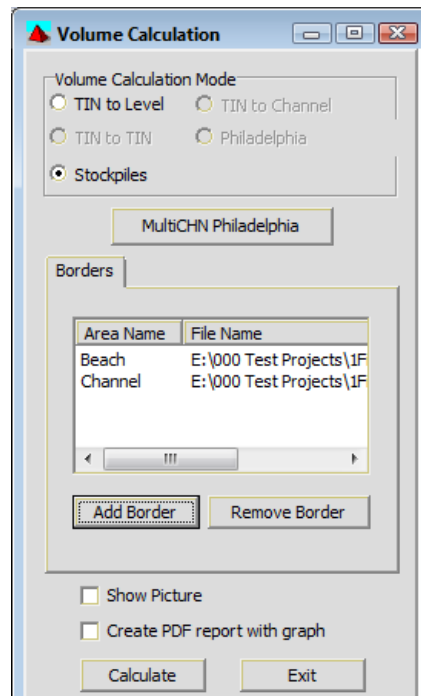 Volume Calculation
Volume Calculation Mode
TIN to Level TIN to Channel
TIN to TIN Philadelphia
Stockpiles
MultiCHN Philadelphia
Borders
Area Name File Name
Beach E:\000 Test Projects\1F
Channel E:\000 Test Projects\1F
Add Border Remove Border
Show Picture
Create PDF report with graph
Calculate Exit